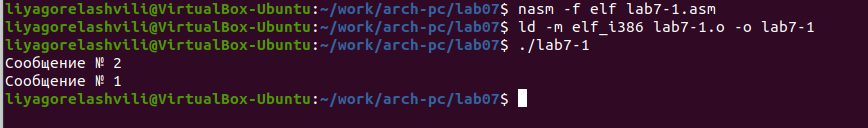 liyagorelashvili@VirtualBox-Ubuntu:~/work/arch-pc/lab07$ nasm -f elf lab7-1.asm
liyagorelashvili@VirtualBox-Ubuntu:~/work/arch-pc/lab07$ ld -m elf_i386 lab7-1.o -o lab7-1
liyagorelashvili@VirtualBox-Ubuntu:~/work/arch-pc/lab07$ ./lab7-1
Сообщение № 2
Сообщение № 1
liyagorelashvili@VirtualBox-Ubuntu:~/work/arch-pc/lab07$